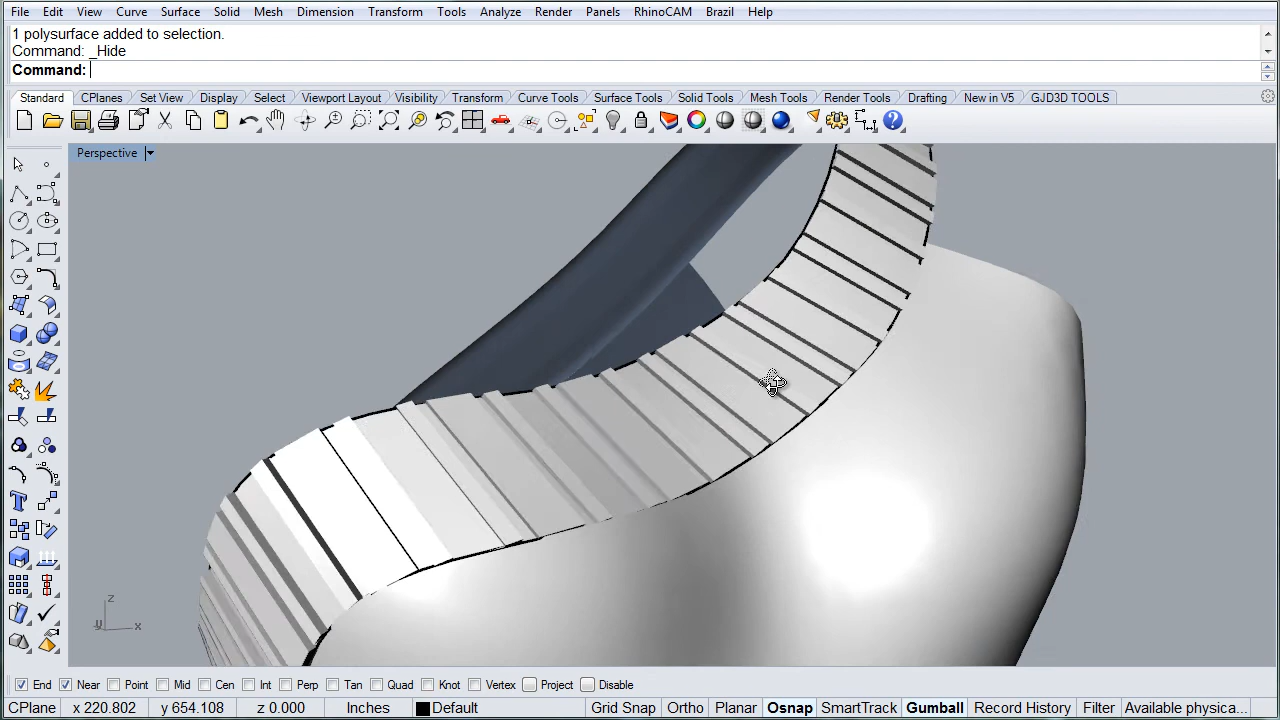 File Edit View Curve Surface Solid Mesh Dimension Transform Tools Analyze Render Panels RhinoCAM Brazil Help
1 polysurface added to selection.
Command: _Hide
Command:
Standard CPlanes Set View Display Select Viewport Layout Visibility Transform Curve Tools Surface Tools Solid Tools Mesh Tools Render Tools Drafting New in V5 GJD3D TOOLS
Perspective
z
y x
End Near Point Mid Cen Int Perp Tan Quad Knot Vertex Project Disable
CPlane x 220.802 y 654.108 z 0.000 Inches Default Grid Snap Ortho Planar Osnap SmartTrack Gumball Record History Filter Available physica...